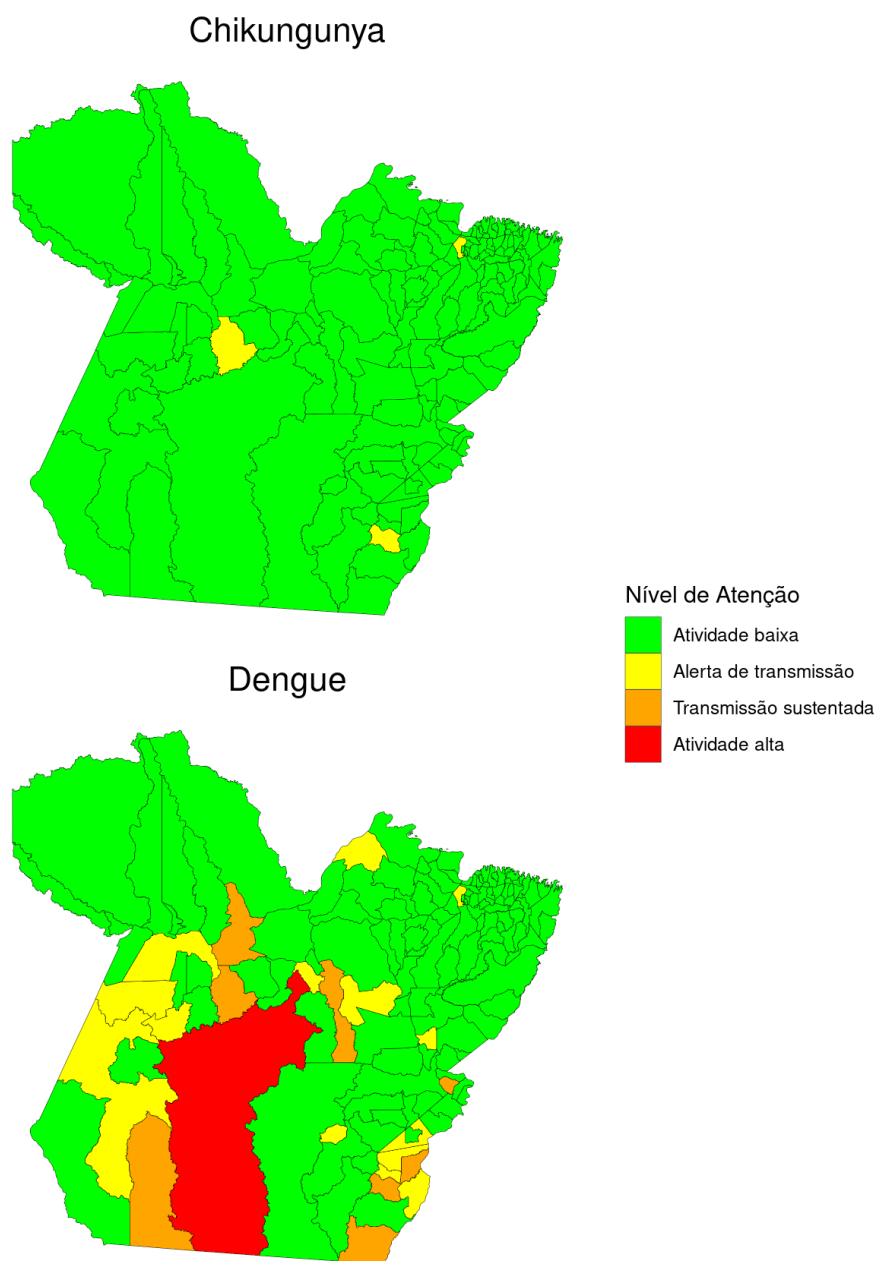 Chikungunya
Nível de Atenção
Atividade baixa
Alerta de transmissão
Transmissão sustentada
Atividade alta
Dengue